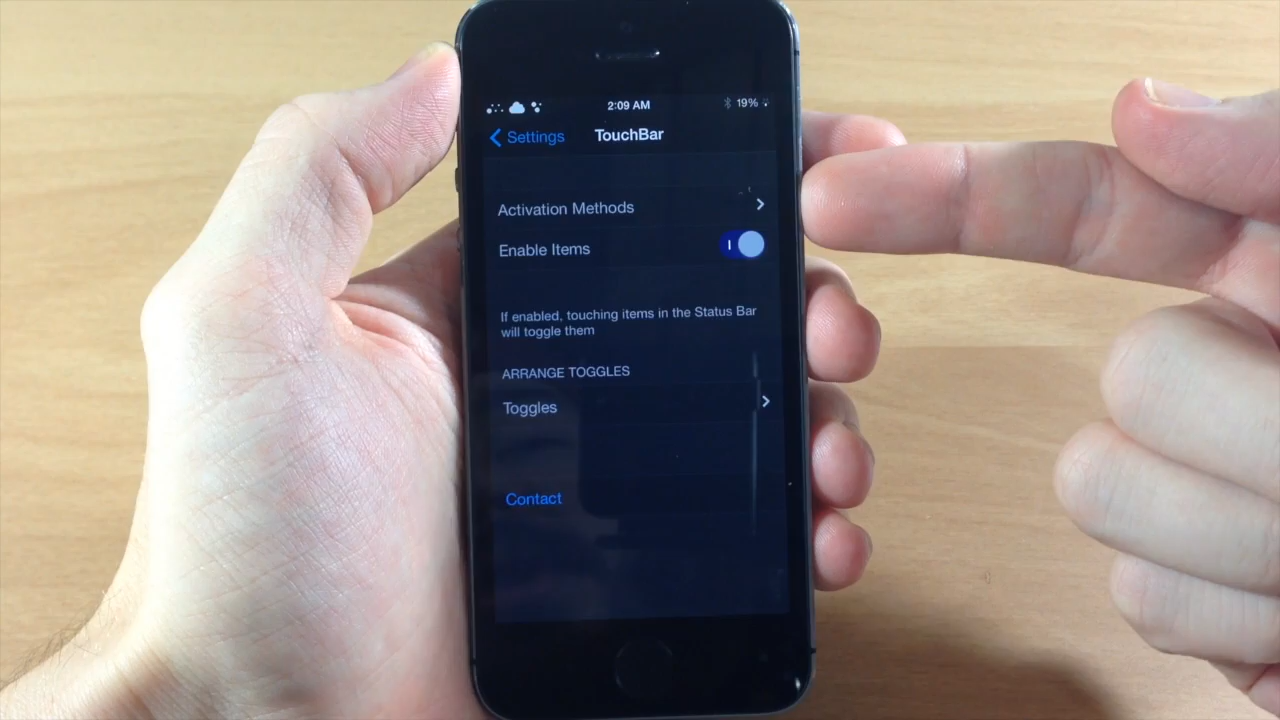 2:09 AM 19%
Settings TouchBar
Activation Methods
Enable Items
If enabled, touching items in the Status Bar
will toggle them
ARRANGE TOGGLES
Toggles
Contact